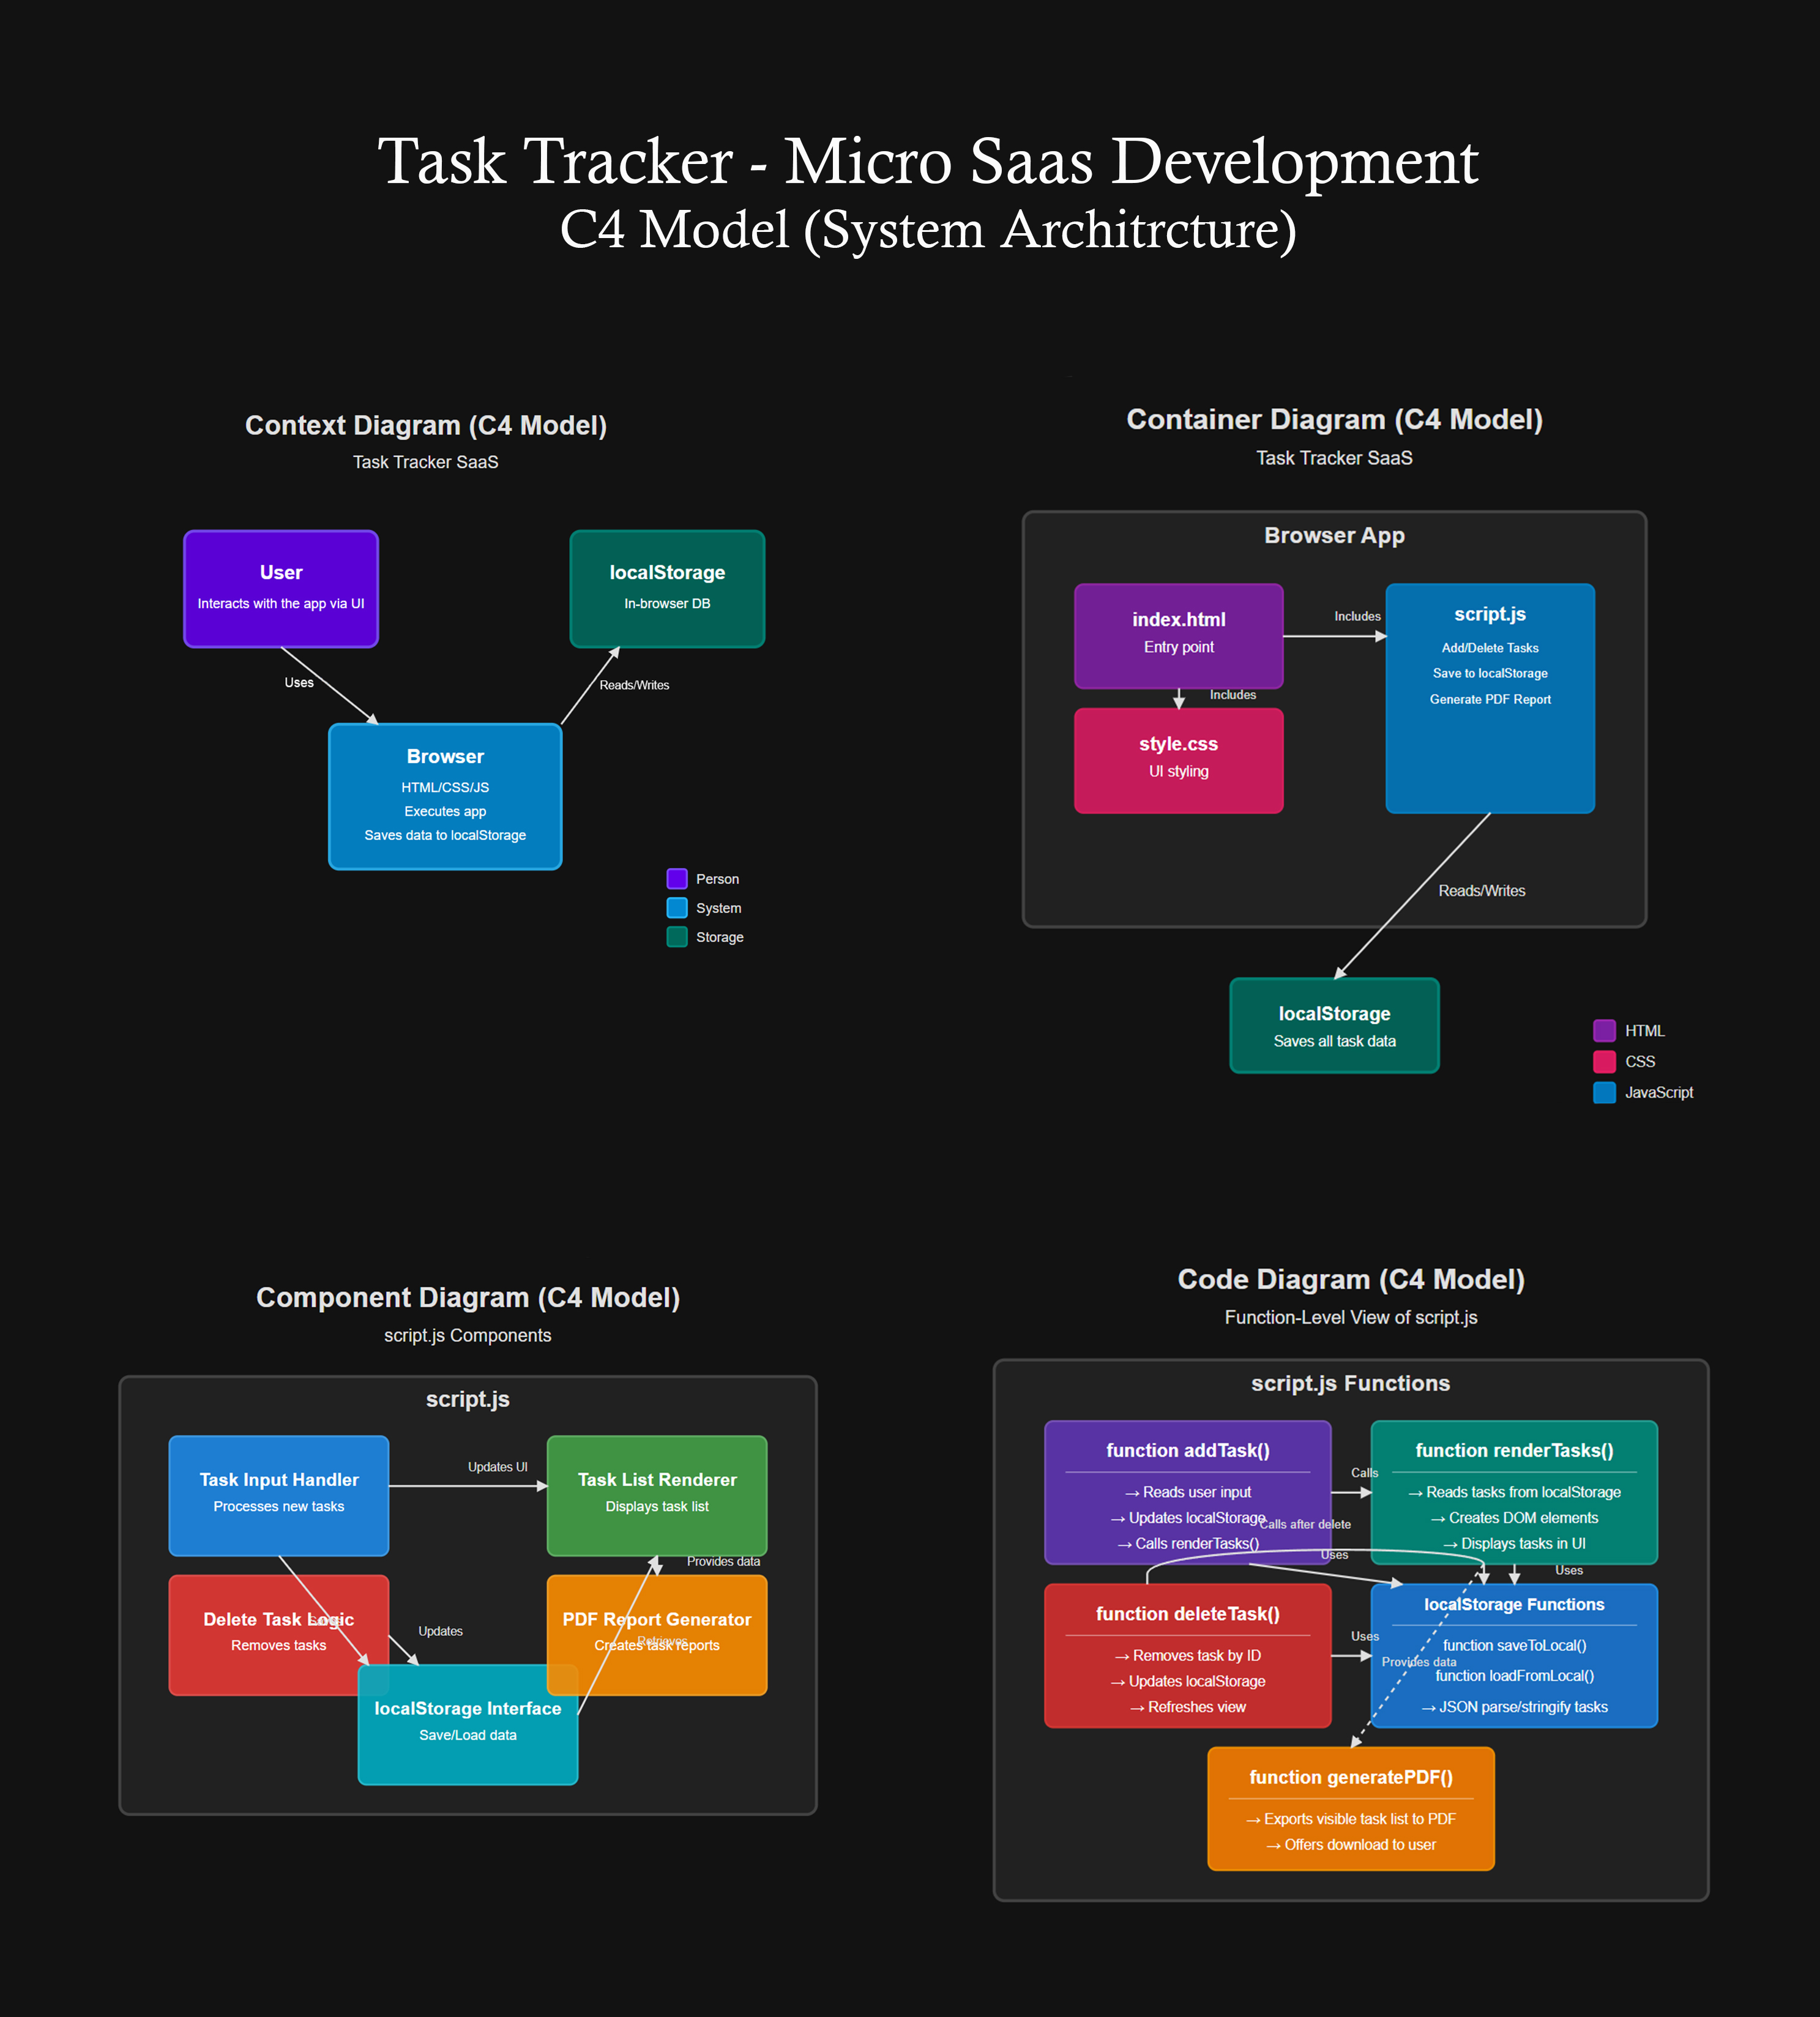 Task Tracker - Micro Saas Development
C4 Model (System Architrcture)
Context Diagram (C4 Model)
Task Tracker SaaS
User
Interacts with the app via UI
localStorage
In-browser DB
Uses
Reads/Writes
Browser
HTML/CSS/JS
Executes app
Saves data to localStorage
Person
System
Storage
Container Diagram (C4 Model)
Task Tracker SaaS
Browser App
index.html
Entry point
Includes
script.js
Add/Delete Tasks
Save to localStorage
Generate PDF Report
Includes
style.css
UI styling
Reads/Writes
localStorage
Saves all task data
HTML
CSS
JavaScript
Component Diagram (C4 Model)
script.js Components
script.js
Task Input Handler
Processes new tasks
Updates UI
Task List Renderer
Displays task list
Provides data
Delete Task Logic
Removes tasks
Updates
PDF Report Generator
Creates task reports
Retrieves
localStorage Interface
Save/Load data
Code Diagram (C4 Model)
Function-Level View of script.js
script.js Functions
function addTask()
→ Reads user input
→ Updates localStorage
→ Calls renderTasks()
Calls
function renderTasks()
→ Reads tasks from localStorage
→ Creates DOM elements
→ Displays tasks in UI
Calls after delete
Uses
Uses
function deleteTask()
→ Removes task by ID
→ Updates localStorage
→ Refreshes view
Uses
Provides data
localStorage Functions
function saveToLocal()
function loadFromLocal()
→ JSON parse/stringify tasks
function generatePDF()
→ Exports visible task list to PDF
→ Offers download to user